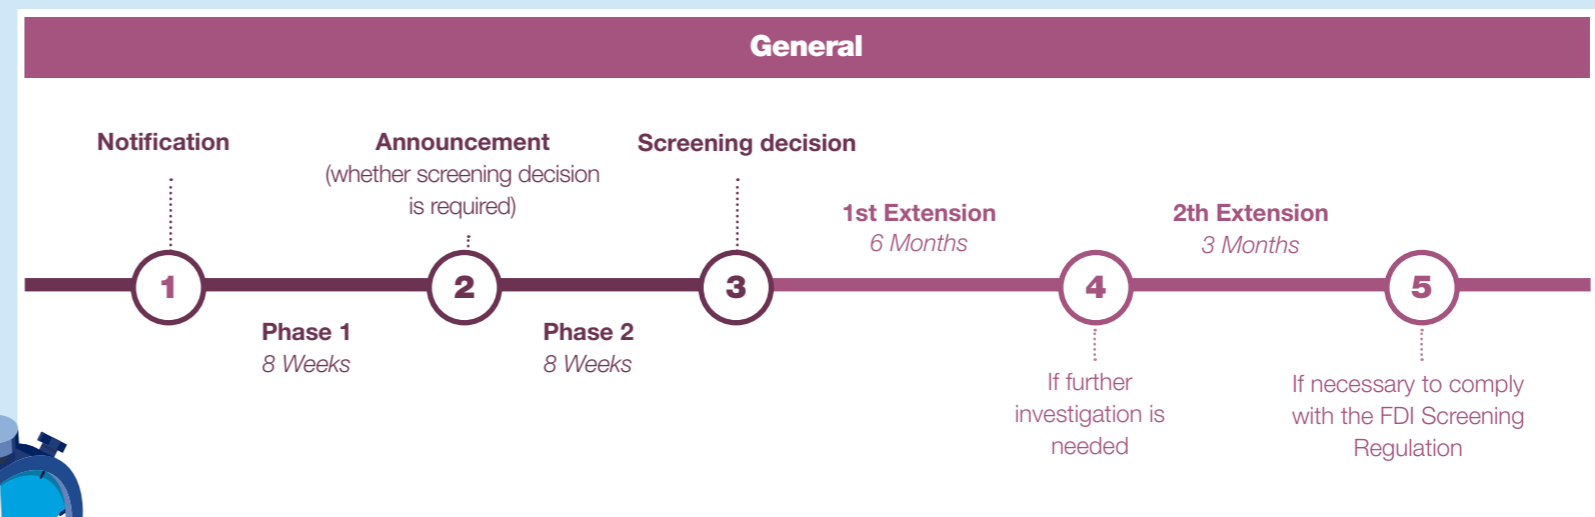 General
Notification
Announcement
(whether screening decision
is required)
Screening decision
1st Extension
6 Months
2th Extension
3 Months
1
2
3
4
5
Phase 1
8 Weeks
Phase 2
8 Weeks
If further
investigation is
needed
If necessary to comply
with the FDI Screening
Regulation